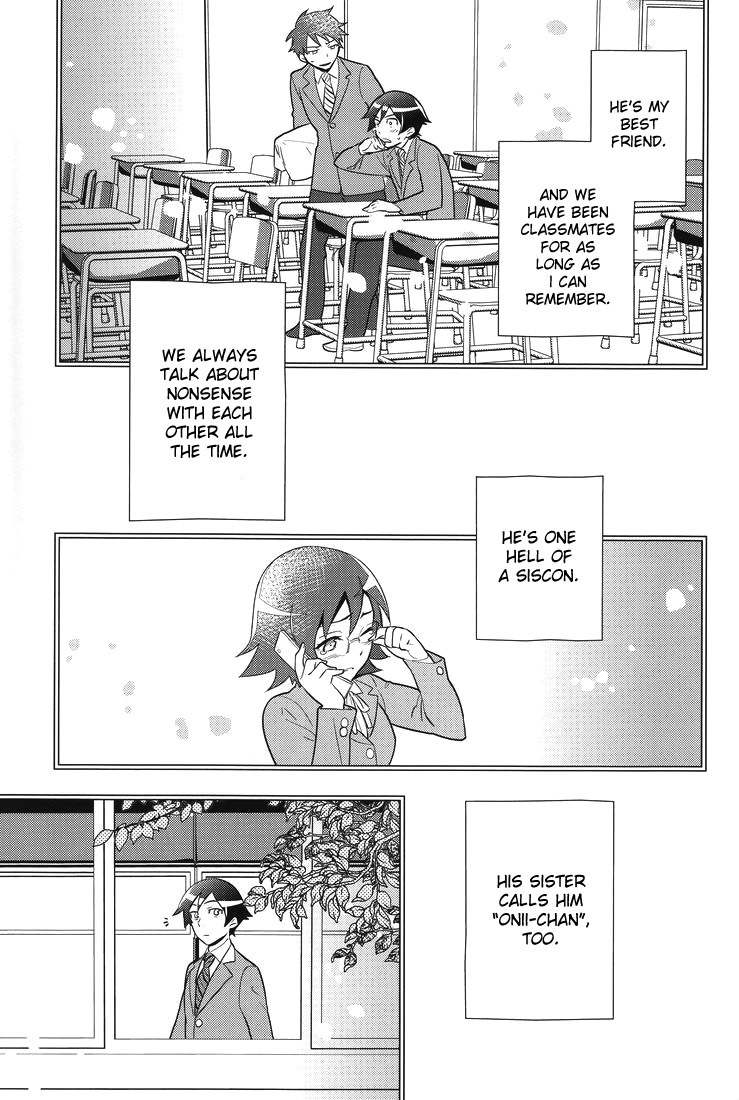 HE'S MY
BEST
FRIEND.
AND WE
HAVE BEEN
CLASSMATES
FOR AS
LONG AS
I CAN
REMEMBER.
WE ALWAYS
TALK ABOUT
NONSENSE
WITH EACH
OTHER ALL
THE TIME.
HE'S ONE
HELL OF
A SISCON.
HIS SISTER
CALLS HIM
"ONII-CHAN",
TOO.